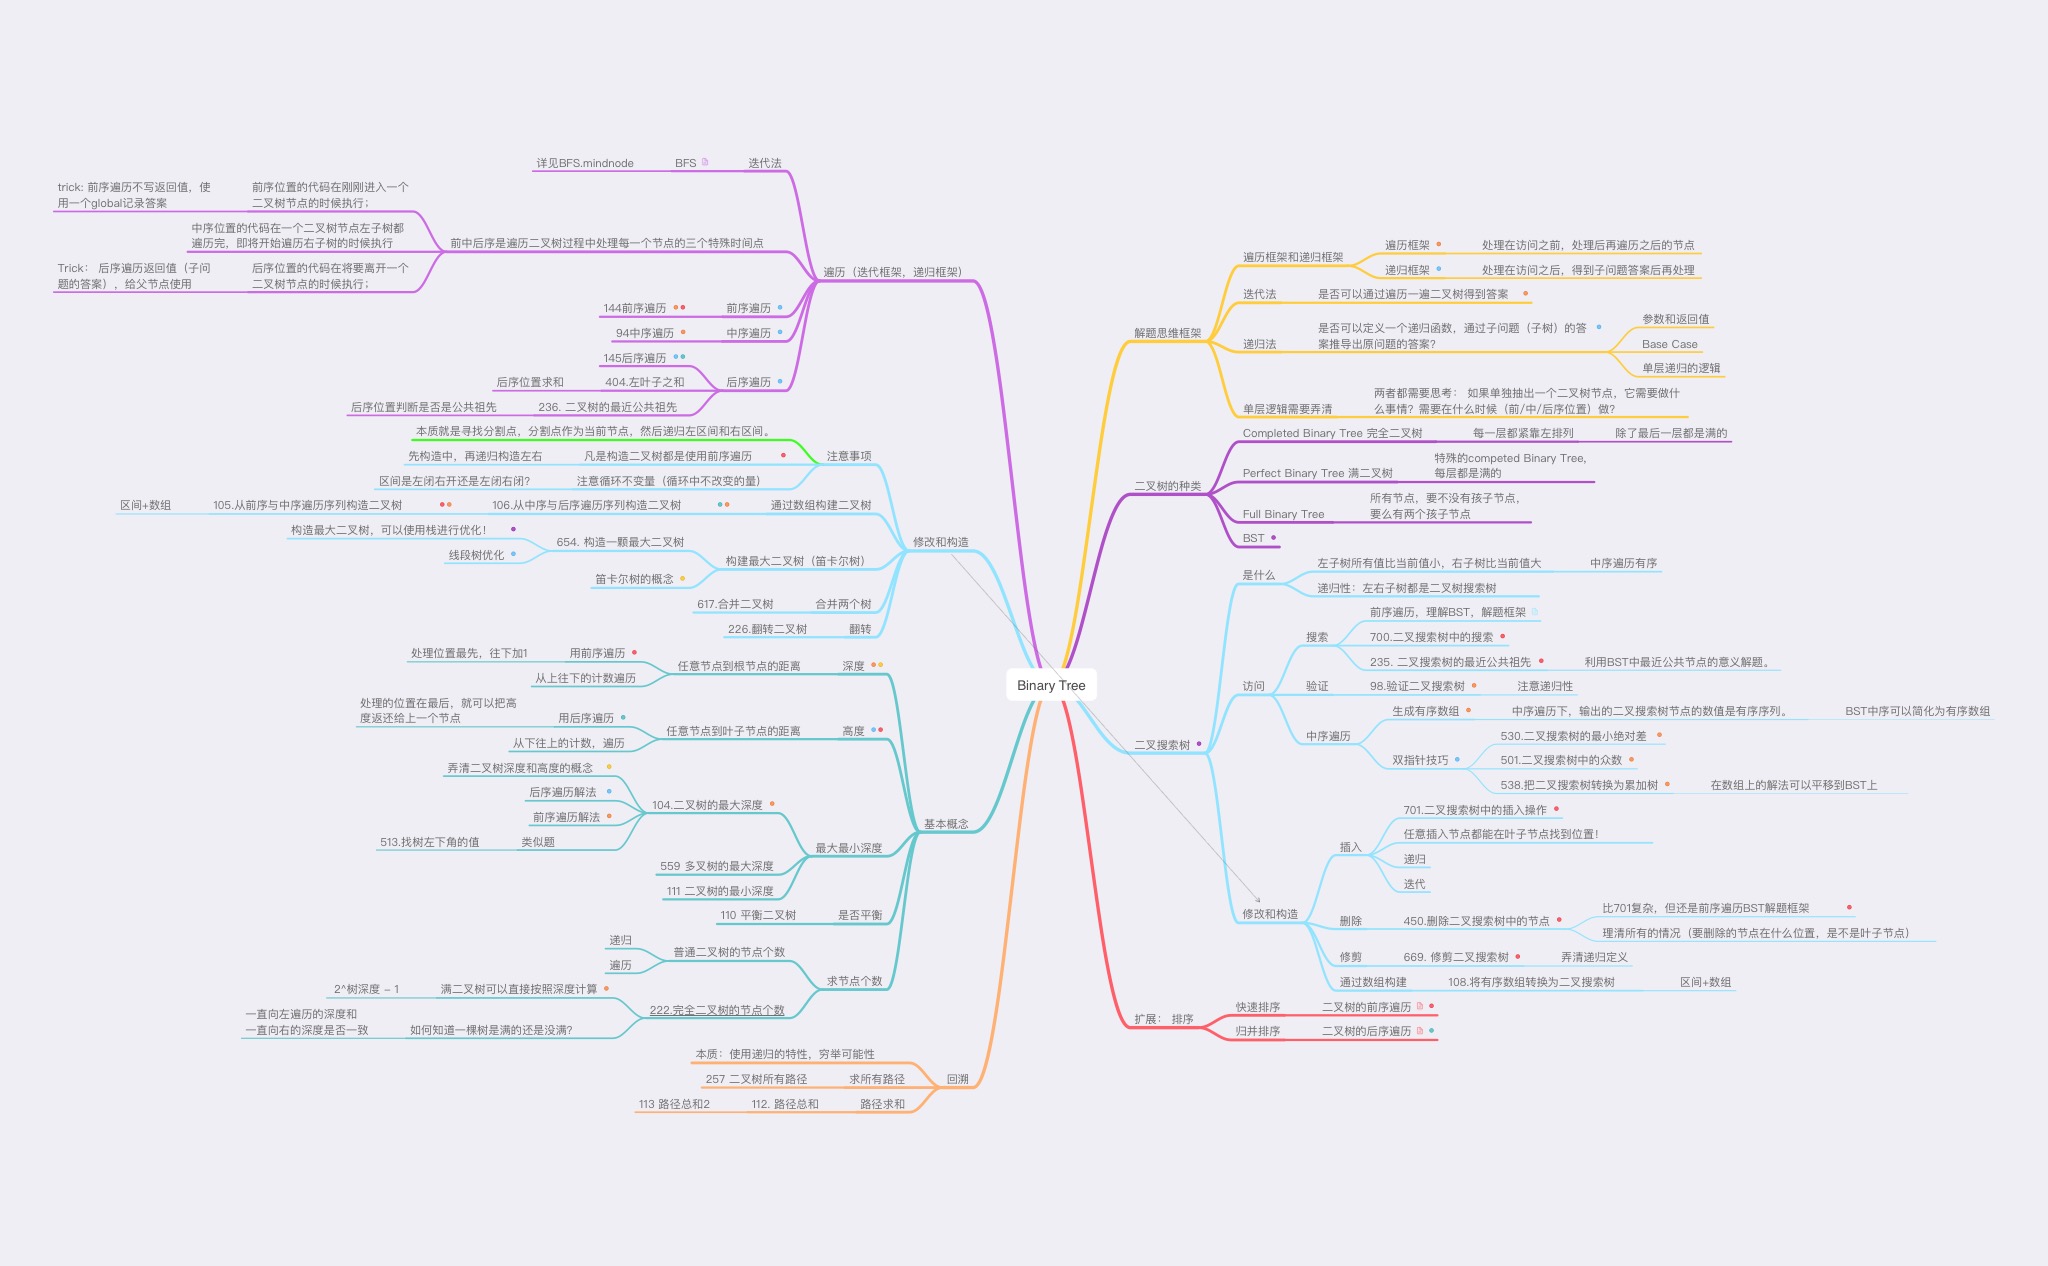 Binary Tree
解题思维框架
遍历框架和递归框架
遍历框架
处理在访问之前，处理后再遍历之后的节点
递归框架
处理在访问之后，得到子问题答案后再处理
迭代法
是否可以通过遍历一遍二叉树得到答案
递归法
是否可以定义一个递归函数，通过子问题（子树）的答
案推导出原问题的答案？
参数和返回值
Base Case
单层递归的逻辑
单层逻辑需要弄清
两者都需要思考： 如果单独抽出一个二叉树节点，它需要做什
么事情？需要在什么时候（前/中/后序位置）做？
二叉树的种类
Completed Binary Tree 完全二叉树
每一层都紧靠左排列
除了最后一层都是满的
Perfect Binary Tree 满二叉树
特殊的competed Binary Tree,
每层都是满的
Full Binary Tree
所有节点，要不没有孩子节点，
要么有两个孩子节点
BST
二叉搜索树
是什么
左子树所有值比当前值小，右子树比当前值大
中序遍历有序
递归性：左右子树都是二叉树搜索树
访问
搜索
前序遍历，理解BST，解题框架
700.二叉搜索树中的搜索
235. 二叉搜索树的最近公共祖先
利用BST中最近公共节点的意义解题。
验证
98.验证二叉搜索树
注意递归性
中序遍历
生成有序数组
中序遍历下，输出的二叉搜索树节点的数值是有序序列。
BST中序可以简化为有序数组
双指针技巧
530.二叉搜索树的最小绝对差
501.二叉搜索树中的众数
538.把二叉搜索树转换为累加树
在数组上的解法可以平移到BST上
修改和构造
插入
701.二叉搜索树中的插入操作
任意插入节点都能在叶子节点找到位置！
递归
迭代
删除
450.删除二叉搜索树中的节点
比701复杂，但还是前序遍历BST解题框架
理清所有的情况（要删除的节点在什么位置，是不是叶子节点）
修剪
669. 修剪二叉搜索树
弄清递归定义
通过数组构建
108.将有序数组转换为二叉搜索树
区间+数组
扩展： 排序
快速排序
二叉树的前序遍历
归并排序
二叉树的后序遍历
遍历（迭代框架，递归框架）
迭代法
BFS
详见BFS.mindnode
前中后序是遍历二叉树过程中处理每一个节点的三个特殊时间点
前序位置的代码在刚刚进入一个
二叉树节点的时候执行；
trick: 前序遍历不写返回值，使
用一个global记录答案
中序位置的代码在一个二叉树节点左子树都
遍历完，即将开始遍历右子树的时候执行
后序位置的代码在将要离开一个
二叉树节点的时候执行；
Trick： 后序遍历返回值（子问
题的答案），给父节点使用
前序遍历
144前序遍历
中序遍历
94中序遍历
后序遍历
145后序遍历
404.左叶子之和
后序位置求和
236. 二叉树的最近公共祖先
后序位置判断是否是公共祖先
修改和构造
注意事项
本质就是寻找分割点，分割点作为当前节点，然后递归左区间和右区间。
凡是构造二叉树都是使用前序遍历
先构造中，再递归构造左右
注意循环不变量（循环中不改变的量）
区间是左闭右开还是左闭右闭？
通过数组构建二叉树
106.从中序与后序遍历序列构造二叉树
105.从前序与中序遍历序列构造二叉树
区间+数组
构建最大二叉树（笛卡尔树）
654. 构造一颗最大二叉树
构造最大二叉树，可以使用栈进行优化！
线段树优化
笛卡尔树的概念
合并两个树
617.合并二叉树
翻转
226.翻转二叉树
基本概念
深度
任意节点到根节点的距离
用前序遍历
处理位置最先，往下加1
从上往下的计数遍历
高度
任意节点到叶子节点的距离
用后序遍历
处理的位置在最后，就可以把高
度返还给上一个节点
从下往上的计数，遍历
最大最小深度
104.二叉树的最大深度
弄清二叉树深度和高度的概念
后序遍历解法
前序遍历解法
类似题
513.找树左下角的值
559 多叉树的最大深度
111 二叉树的最小深度
是否平衡
110 平衡二叉树
求节点个数
普通二叉树的节点个数
递归
遍历
222.完全二叉树的节点个数
满二叉树可以直接按照深度计算
2^树深度 - 1
如何知道一棵树是满的还是没满？
一直向左遍历的深度和
一直向右的深度是否一致
回溯
本质：使用递归的特性，穷举可能性
求所有路径
257 二叉树所有路径
路径求和
112. 路径总和
113 路径总和2